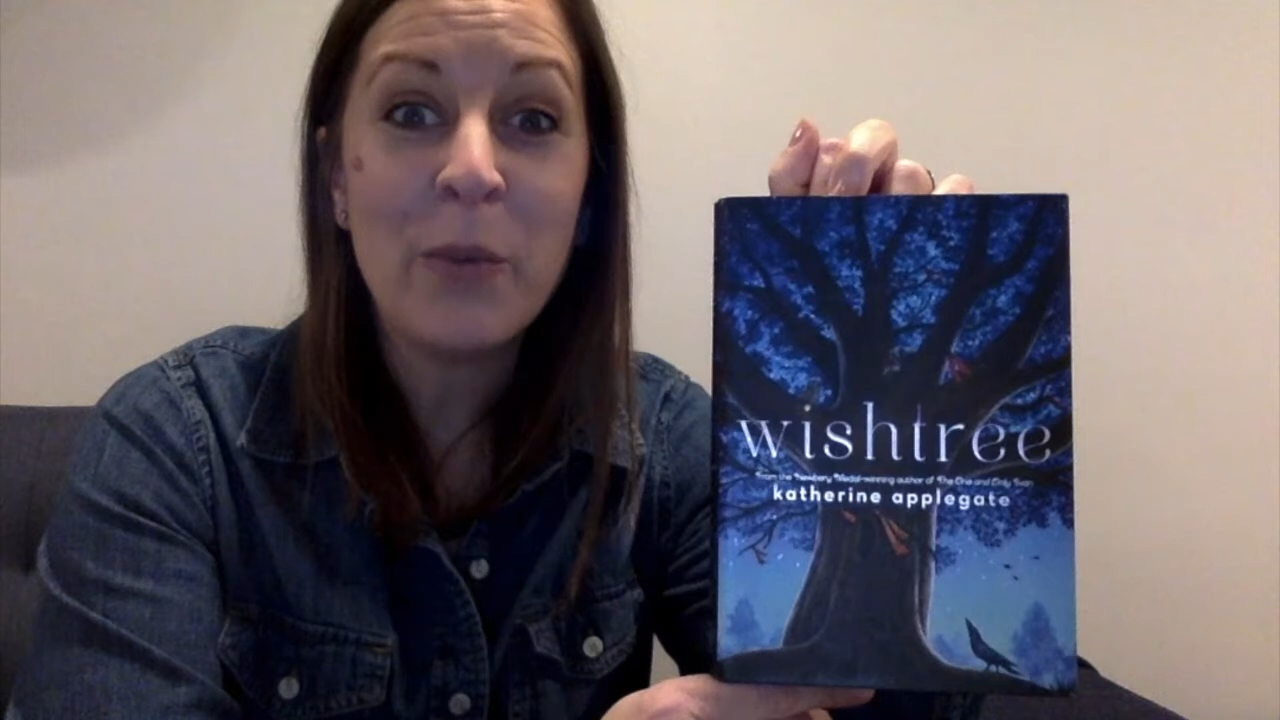 wishtree
From the Newbery Medal-winning author of The One and Only Ivan
katherine applegate